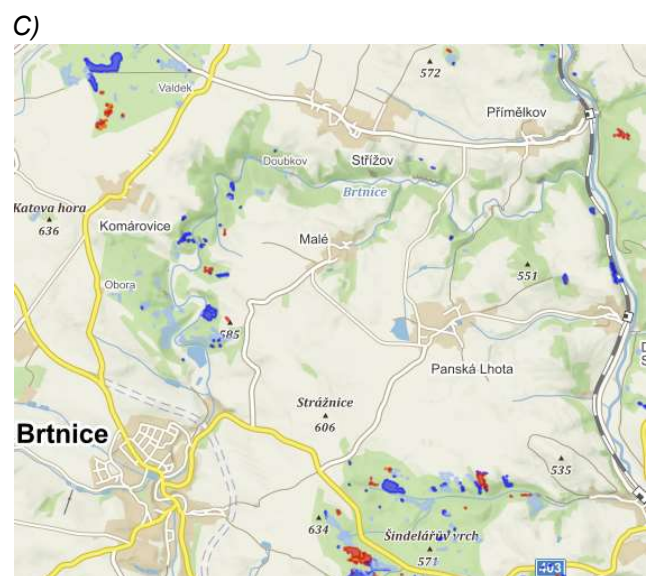 C)
572
Valdek
Přímělkov
Doubkov
Střížov
Brtnice
Katova hora
636
Komárovice
Malé
551
Obora
585
Panská Lhota
Strážnice
606
Brtnice
535
634
Šindelářův vrch
571
403